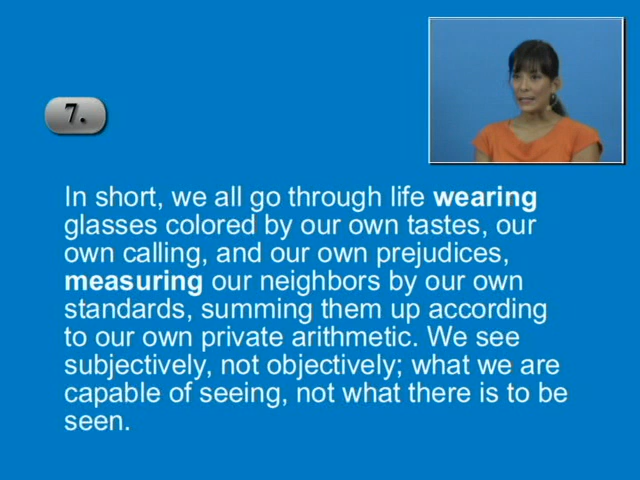 7.
In short, we all go through life wearing
glasses colored by our own tastes, our
own calling, and our own prejudices,
measuring our neighbors by our own
standards, summing them up according
to our own private arithmetic. We see
subjectively, not objectively; what we are
capable of seeing, not what there is to be
seen.